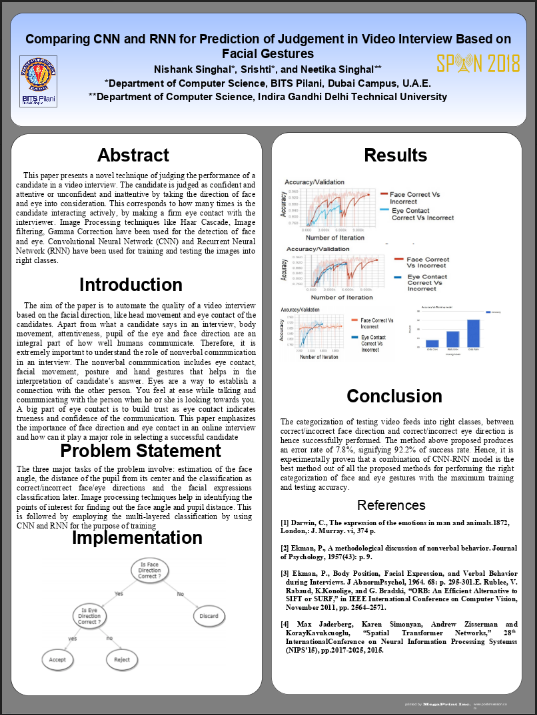 Comparing CNN and RNN for Prediction of Judgement in Video Interview Based on
Facial Gestures
Nishank Singhal*, Srishti*, and Neetika Singhal**
*Department of Computer Science, BITS Pilani, Dubai Campus, U.A.E.
**Department of Computer Science, Indira Gandhi Delhi Technical University
BITS Pilani
SPIN 2018
Abstract
This paper presents a novel technique of judging the performance of a
candidate in a video interview. The candidate is judged as confident and
attentive or unconfident and inattentive by taking the direction of face
and eye into consideration. This corresponds to how many times is the
candidate interacting actively, by making a firm eye contact with the
interviewer. Image Processing techniques like Haar Cascade, Image
filtering, Gamma Correction have been used for the detection of face
and eye. Convolutional Neural Network (CNN) and Recurrent Neural
Network (RNN) have been used for training and testing the images into
right classes.
Introduction
The aim of the paper is to automate the quality of a video interview
based on the facial direction, like head movement and eye contact of the
candidates. Apart from what a candidate says in an interview, body
movement, attentiveness, pupil of the eye and face direction are an
integral part of how well humans communicate. Therefore, it is
extremely important to understand the role of nonverbal communication
in an interview. The nonverbal communication includes eye contact,
facial movement, posture and hand gestures that helps in the
interpretation of candidate's answer. Eyes are a way to establish a
connection with the other person. You feel at ease while talking and
communicating with the person when he or she is looking towards you.
A big part of eye contact is to build trust as eye contact indicates
trueness and confidence of the communication. This paper emphasizes
the importance of face direction and eye contact in an online interview
and how can it play a major role in selecting a successful candidate
Problem Statement
The three major tasks of the problem involve: estimation of the face
angle, the distance of the pupil from its center and the classification as
correct/incorrect face/eye directions and the facial expressions
classification later. Image processing techniques help in identifying the
points of interest for finding out the face angle and pupil distance. This
is followed by employing the multi-layered classification by using
CNN and RNN for the purpose of training
Implementation
Is Face
Direction
Correct ?
Yes
No
Is Eye
Direction
Correct ?
Discard
yes
no
Accept
Reject
Results
Accuracy/Validation
Accuracy
Face Correct Vs
Incorrect
Eye Contact
Correct Vs Incorrect
Number of Iteration
Accuracy/Validation
Accuracy
Face Correct
Vs Incorrect
Eye Contact
Correct Vs
Incorrect
Number of Iteration
Accuracy/Validation
Accuracy
Face Correct Vs
Incorrect
Eye Contact
Correct Vs
Incorrect
Number of Iteration
Conclusion
The categorization of testing video feeds into right classes, between
correct/incorrect face direction and correct/incorrect eye direction is
hence successfully performed. The method above proposed produces
an error rate of 7.8%, signifying 92.2% of success rate. Hence, it is
experimentally proven that a combination of CNN-RNN model is the
best method out of all the proposed methods for performing the right
categorization of face and eye gestures with the maximum training
and testing accuracy.
References
[1] Darwin, C., The expression of the emotions in man and animals.1872,
London,: J. Murray. vi, 374 p.
[2] Ekman, P., A methodological discussion of nonverbal behavior. Journal
of Psychology, 1957(43): p. 9.
[3] Ekman, P., Body Position, Facial Expression, and Verbal Behavior
during Interviews. J AbnormPsychol, 1964. 68: p. 295-301.E. Rublee, V.
Rabaud, K.Konolige, and G. Bradski, "ORB: An Efficient Alternative to
SIFT or SURF," in IEEE International Conference on Computer Vision,
November 2011, pp. 2564-2571.
[4] Max Jaderberg, Karen Simonyan, Andrew Zisserman and
KorayKavukcuoglu, "Spatial Transformer Networks," 28th
InternationalConference on Neural Information Processing Systemss
(NIPS'15), pp.2017-2025, 2015.